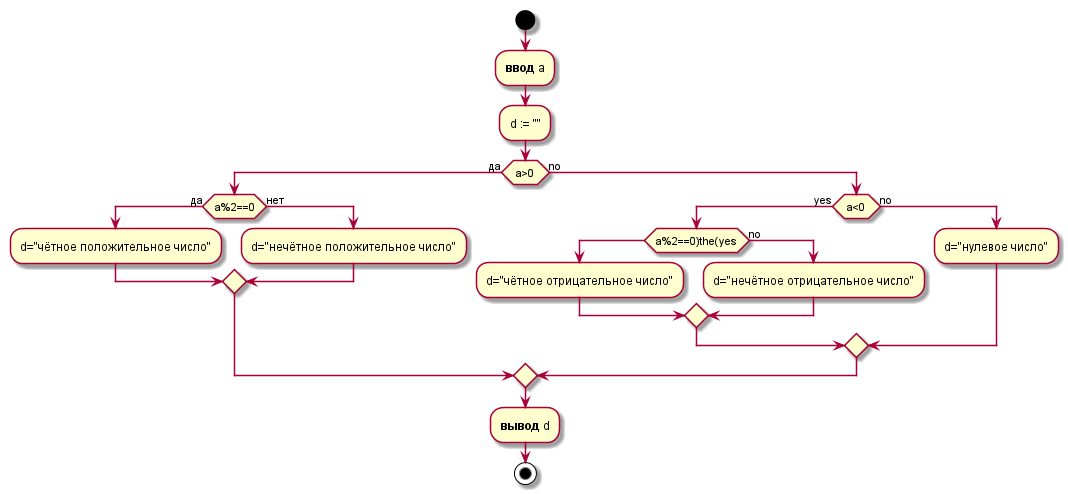 ввод a
d := ""
да
a>0
no
да
a%2==0
нет
yes
a<0
no
d="чётное положительное число"
d="нечётное положительное число"
a%2==0)the(yes
no
d="нулевое число"
d="чётное отрицательное число"
d="нечётное отрицательное число"
вывод d